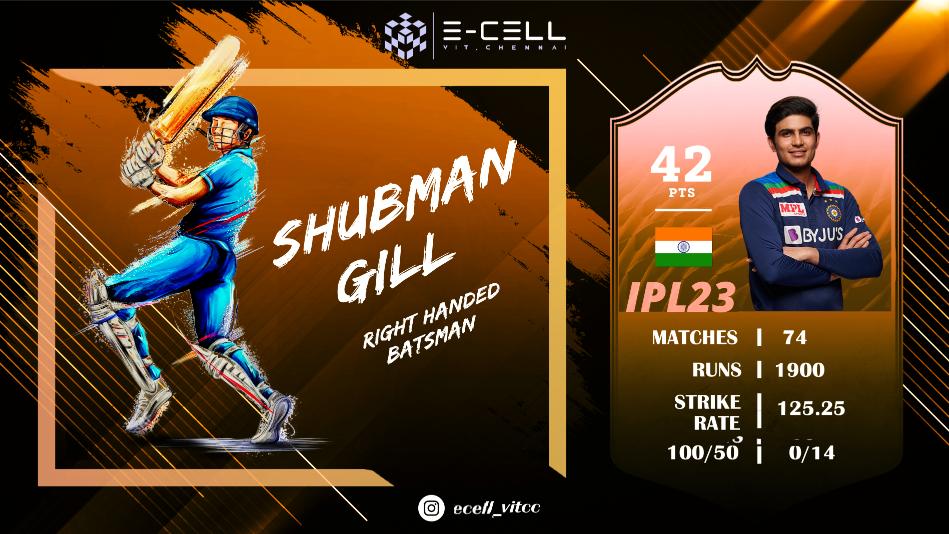 E-CELL
VIT, CHENNAI
SHUBMAN
GILL
RIGHT HANDED
BATSMAN
42
PTS
MPL
BYJU'S
IPL23
MATCHES | 74
RUNS | 1900
STRIKE
RATE | 125.25
100/50 | 0/14
ecell_vitcc